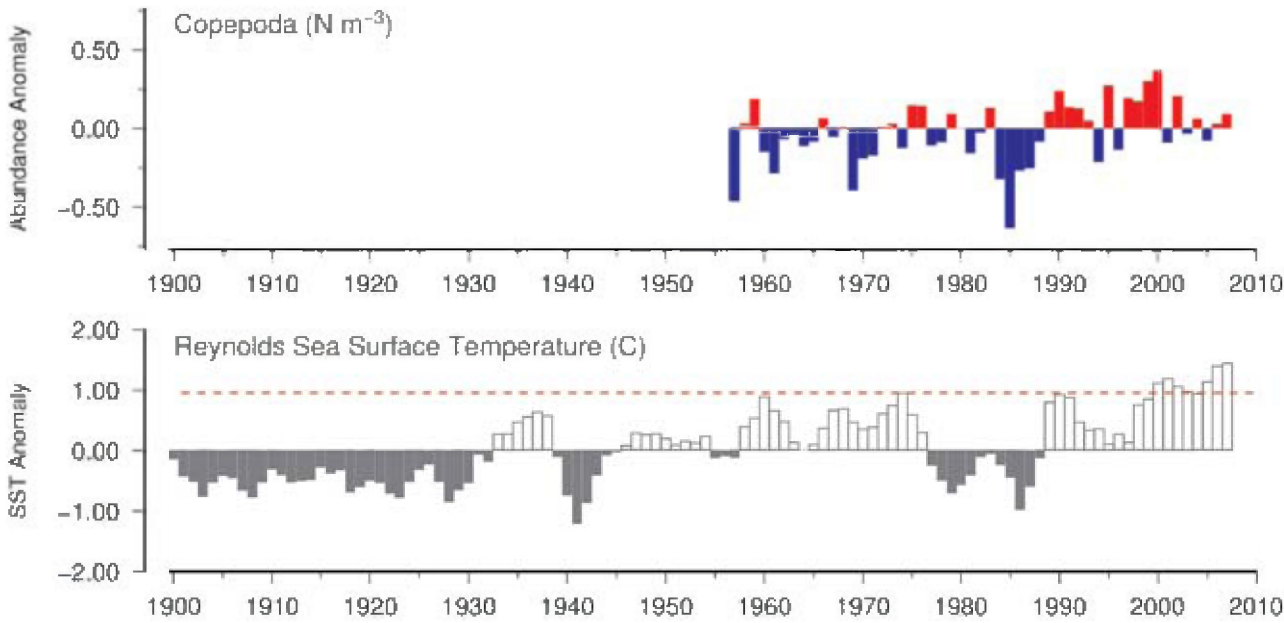 Copepoda (N m⁻³)
Abundance Anomaly
0.50
0.00
−0.50
1900 1910 1920 1930 1940 1950 1960 1970 1980 1990 2000 2010
Reynolds Sea Surface Temperature (C)
SST Anomaly
2.00
1.00
0.00
−1.00
−2.00
1900 1910 1920 1930 1940 1950 1960 1970 1980 1990 2000 2010